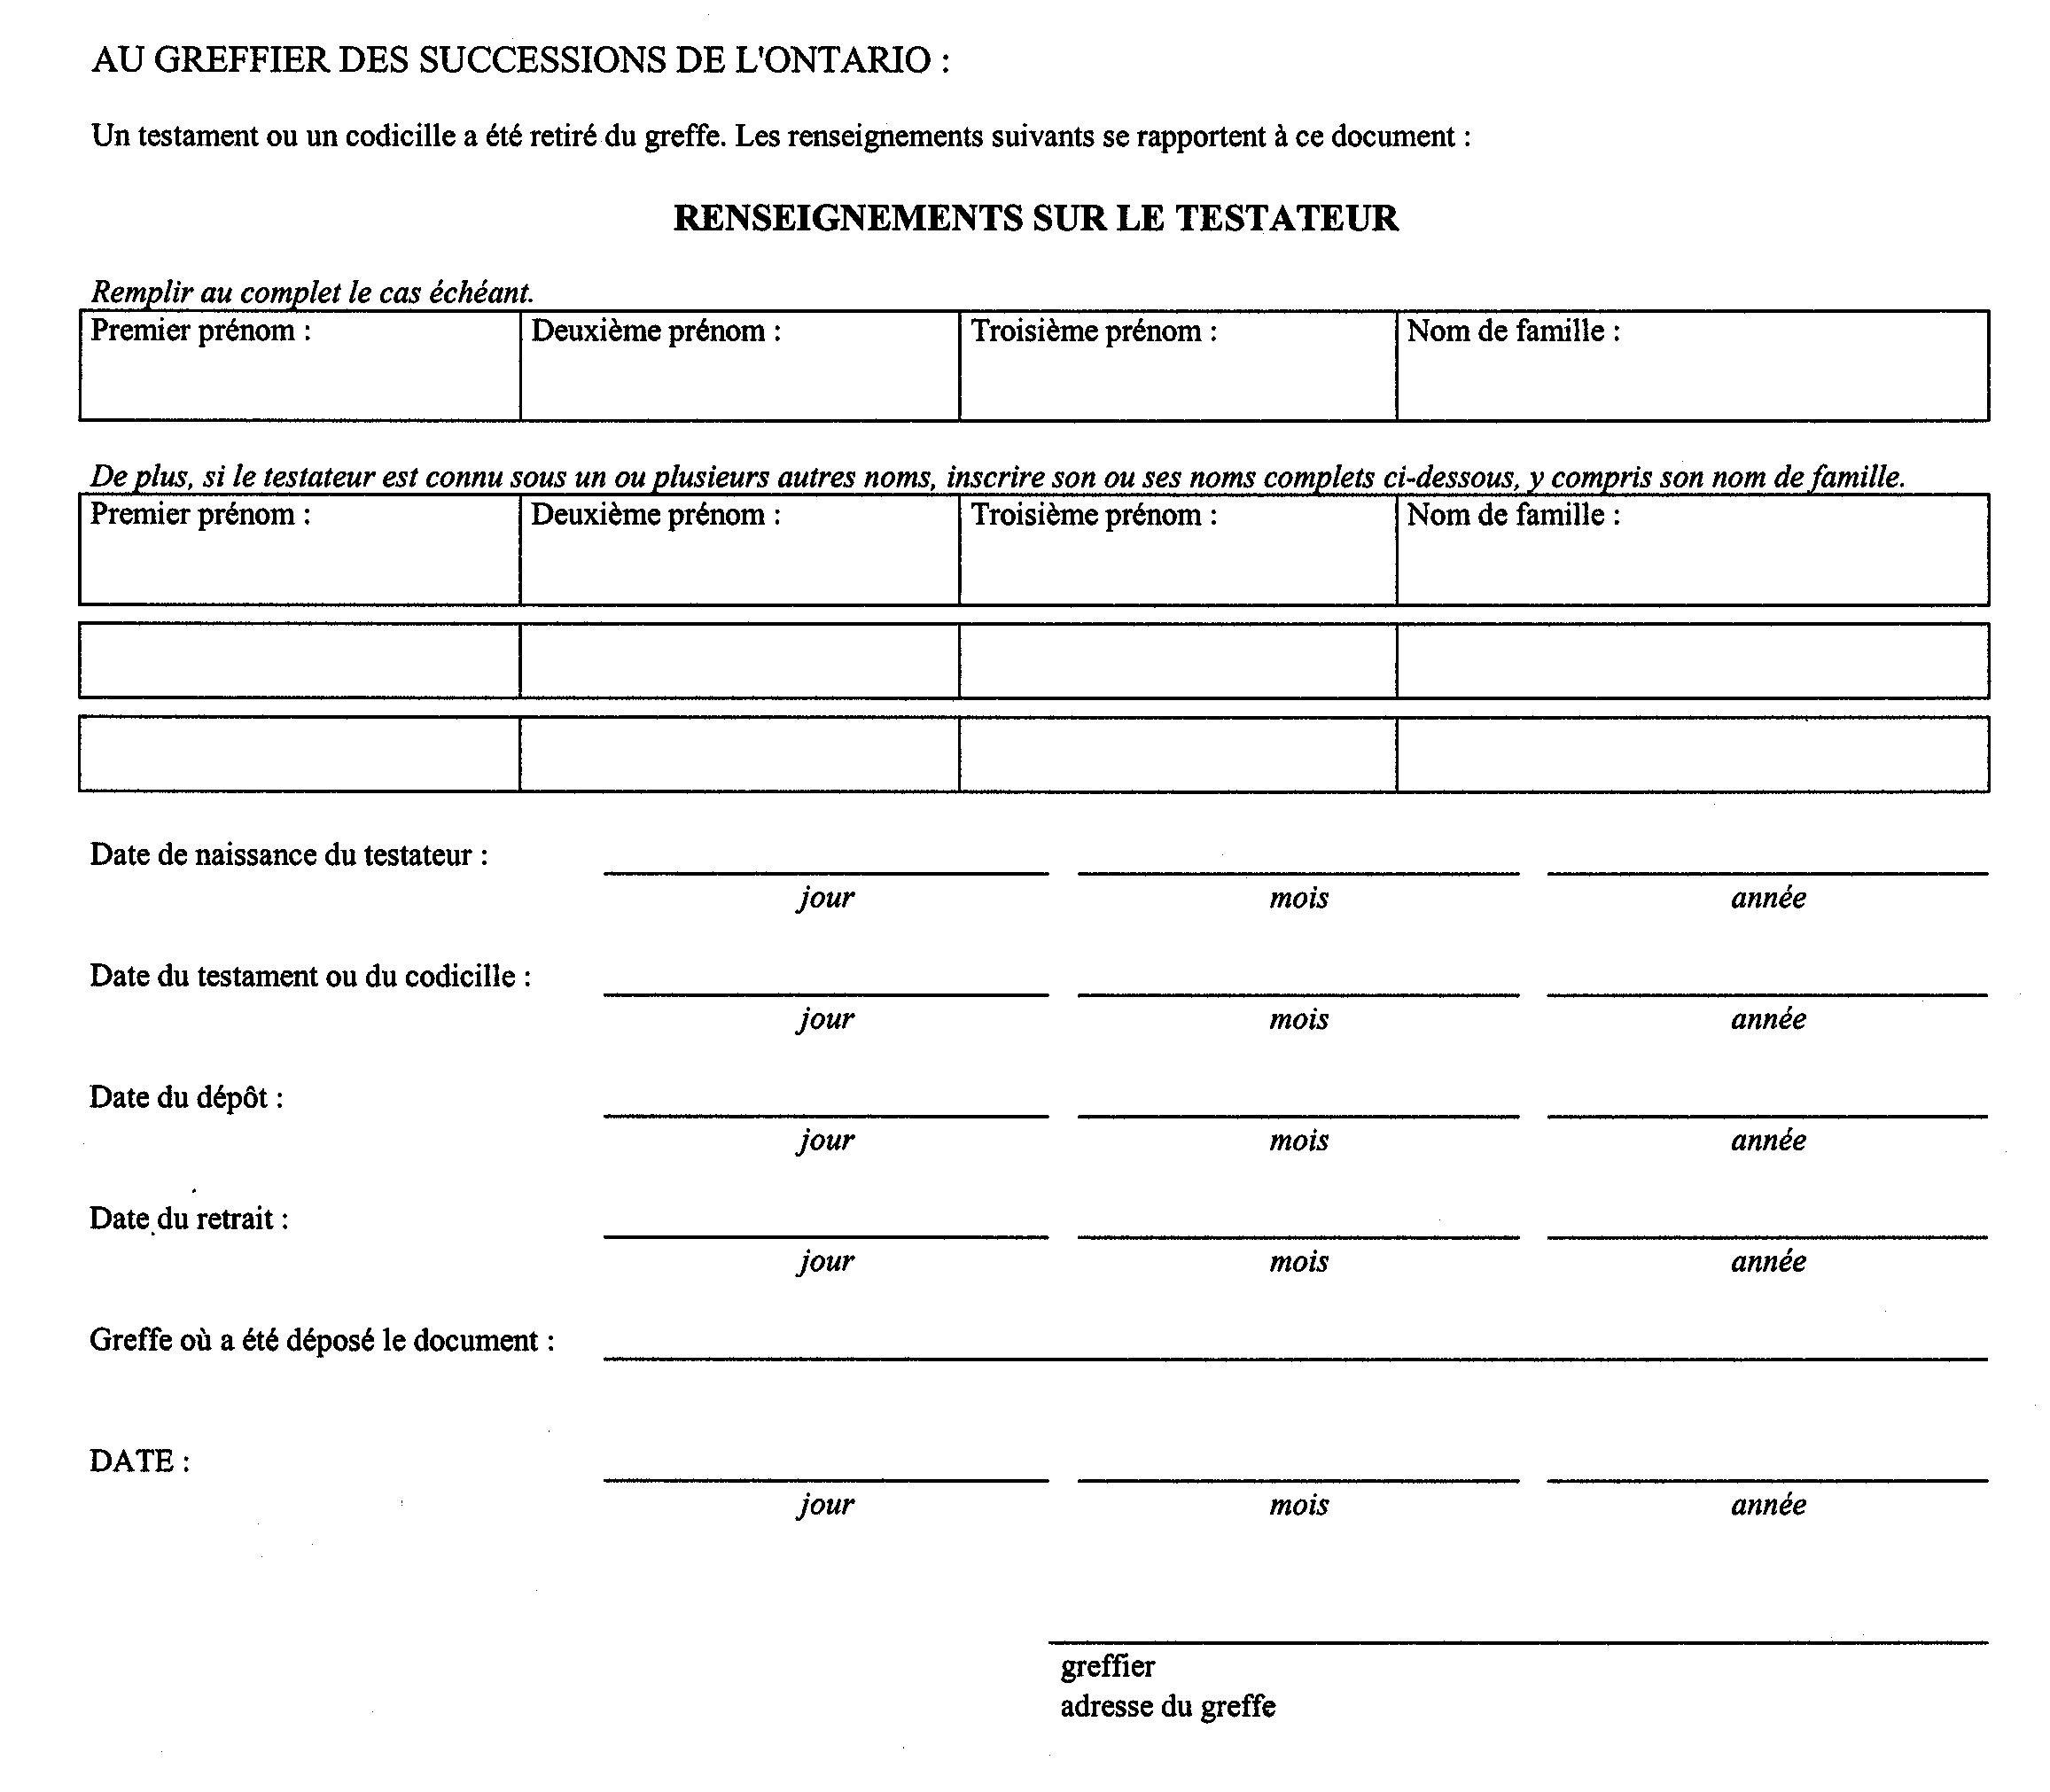 AU GREFFIER DES SUCCESSIONS DE L'ONTARIO :
Un testament ou un codicille a été retiré du greffe. Les renseignements suivants se rapportent à ce document :
RENSEIGNEMENTS SUR LE TESTATEUR
Remplir au complet le cas échéant.
Premier prénom : Deuxième prénom : Troisième prénom : Nom de famille :
De plus, si le testateur est connu sous un ou plusieurs autres noms, inscrire son ou ses noms complets ci-dessous, y compris son nom de famille.
Premier prénom : Deuxième prénom : Troisième prénom : Nom de famille :
Date de naissance du testateur :
jour mois année
Date du testament ou du codicille :
jour mois année
Date du dépôt :
jour mois année
Date du retrait :
jour mois année
Greffe où a été déposé le document :
DATE :
jour mois année
greffier
adresse du greffe